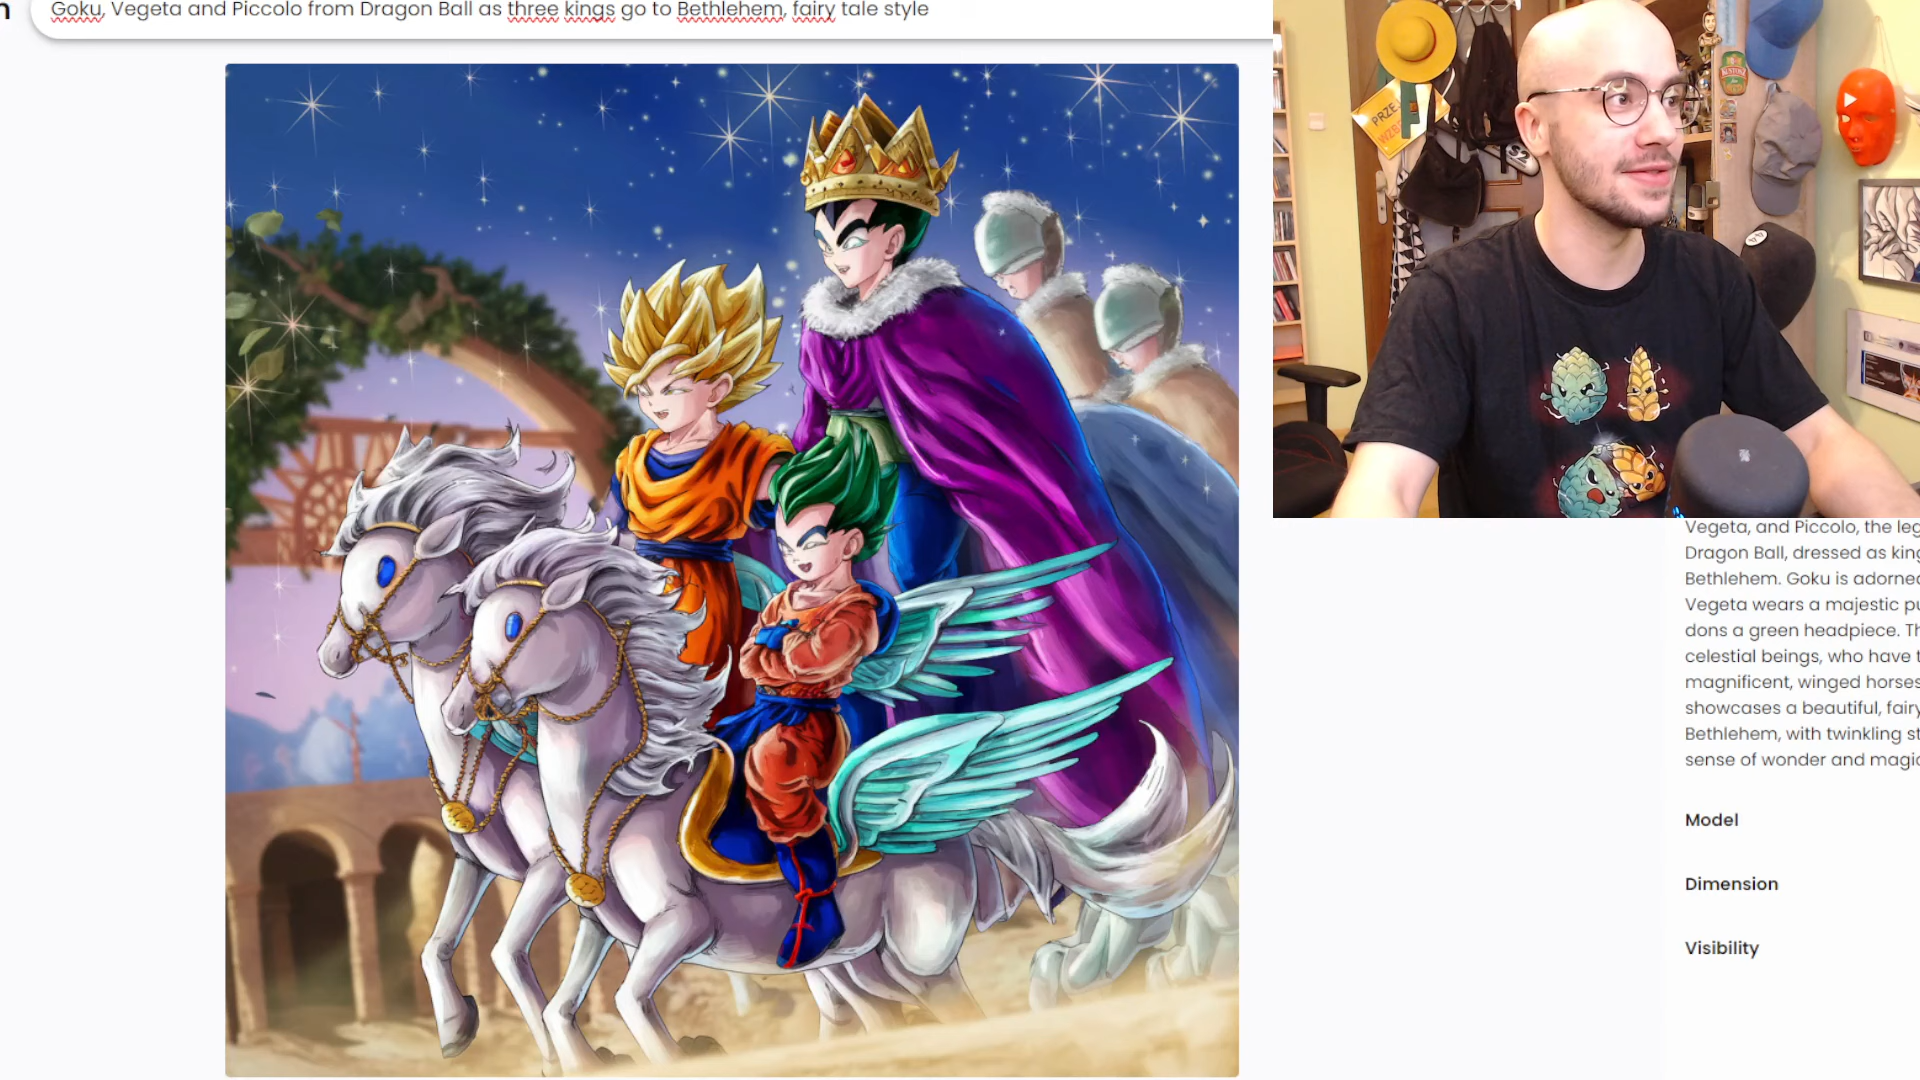 n
Goku, Vegeta and Piccolo from Dragon Ball as three kings go to Bethlehem, fairy tale style
PRZEJ
WZB
S2
Vegeta, and Piccolo, the leg
Dragon Ball, dressed as king
Bethlehem. Goku is adorned
Vegeta wears a majestic pu
dons a green headpiece. Th
celestial beings, who have t
magnificent, winged horses
showcases a beautiful, fairy
Bethlehem, with twinkling st
sense of wonder and magic
Model
Dimension
Visibility